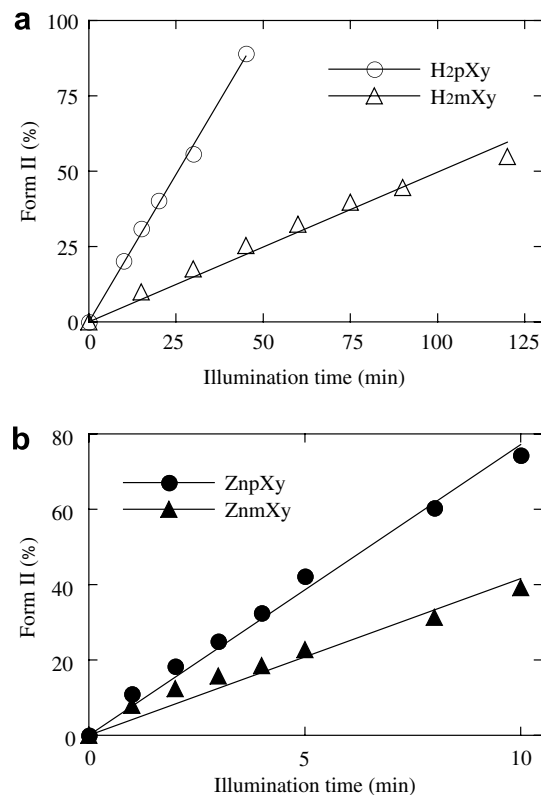 a
100
75
50
25
0
Form II (%)
H2pXy
H2mXy
0 25 50 75 100 125
Illumination time (min)
b
80
60
40
20
0
Form II (%)
ZnpXy
ZnmXy
0 5 10
Illumination time (min)